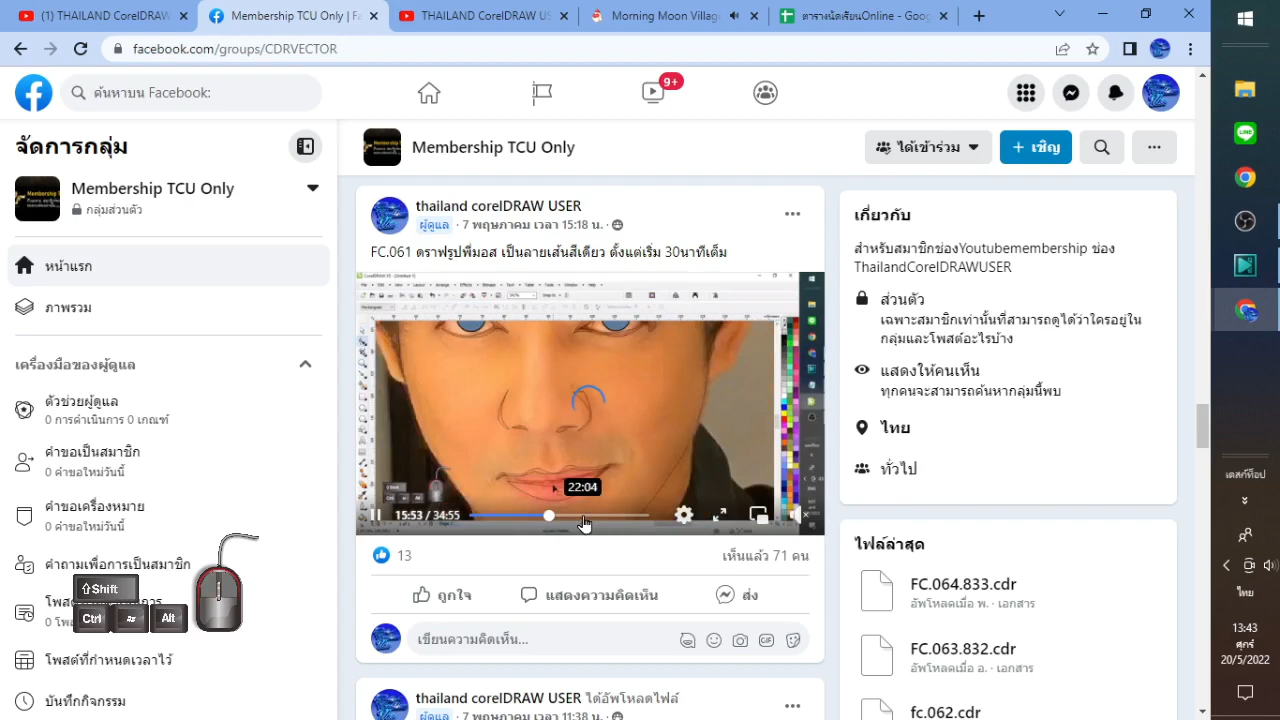 (1) Thailand corelDRAW
Membership TCU Only | Fa
THAILAND corelDRAW US
Morning Moon Village
ตารางนัดสอนOnline - Goog
facebook.com/groups/CDRVECTOR
ค้นหาบน Facebook:
9+
จัดการกลุ่ม
Membership TCU Only
กลุ่มส่วนตัว
หน้าแรก
ภาพรวม
เครื่องมือของผู้ดูแล
ตัวช่วยผู้ดูแล
0 การดำเนินการ 0 เกณฑ์
คำขอเป็นสมาชิก
0 คำขอใหม่วันนี้
คำขอเครื่องหมาย
0 คำขอใหม่วันนี้
คำถามเพื่อการเป็นสมาชิก
Shift
Ctrl
Alt
โพสต์ที่กำหนดเวลาไว้
บันทึกกิจกรรม
Membership TCU Only
ได้เข้าร่วม
+ เชิญ
thailand corelDRAW USER
ผู้ดูแล · 7 พฤษภาคม เวลา 15:18 น. ·
FC.061 ดราฟรูปพี่มอส เป็นลายเส้นสีเดียว ตั้งแต่เริ่ม 30นาทีเต็ม
22:04
15:53 / 34:55
13
เห็นแล้ว 71 คน
ถูกใจ
แสดงความคิดเห็น
ส่ง
เขียนความคิดเห็น...
GIF
thailand corelDRAW USER ได้อัพโหลดไฟล์
ผู้ดูแล · 7 พฤษภาคม เวลา 11:38 น. ·
เกี่ยวกับ
สำหรับสมาชิกช่องYoutubemembership ช่อง
ThailandCorelDRAWUSER
ส่วนตัว
เฉพาะสมาชิกเท่านั้นที่สามารถดูได้ว่าใครอยู่ใน
กลุ่มและโพสต์อะไรบ้าง
แสดงให้คนเห็น
ทุกคนจะสามารถค้นหากลุ่มนี้พบ
ไทย
ทั่วไป
ไฟล์ล่าสุด
FC.064.833.cdr
อัพโหลดเมื่อ พ. · เอกสาร
FC.063.832.cdr
อัพโหลดเมื่อ อ. · เอกสาร
fc.062.cdr
LINE
เดสก์ท็อป
ไทย
13:43
ศุกร์
20/5/2022